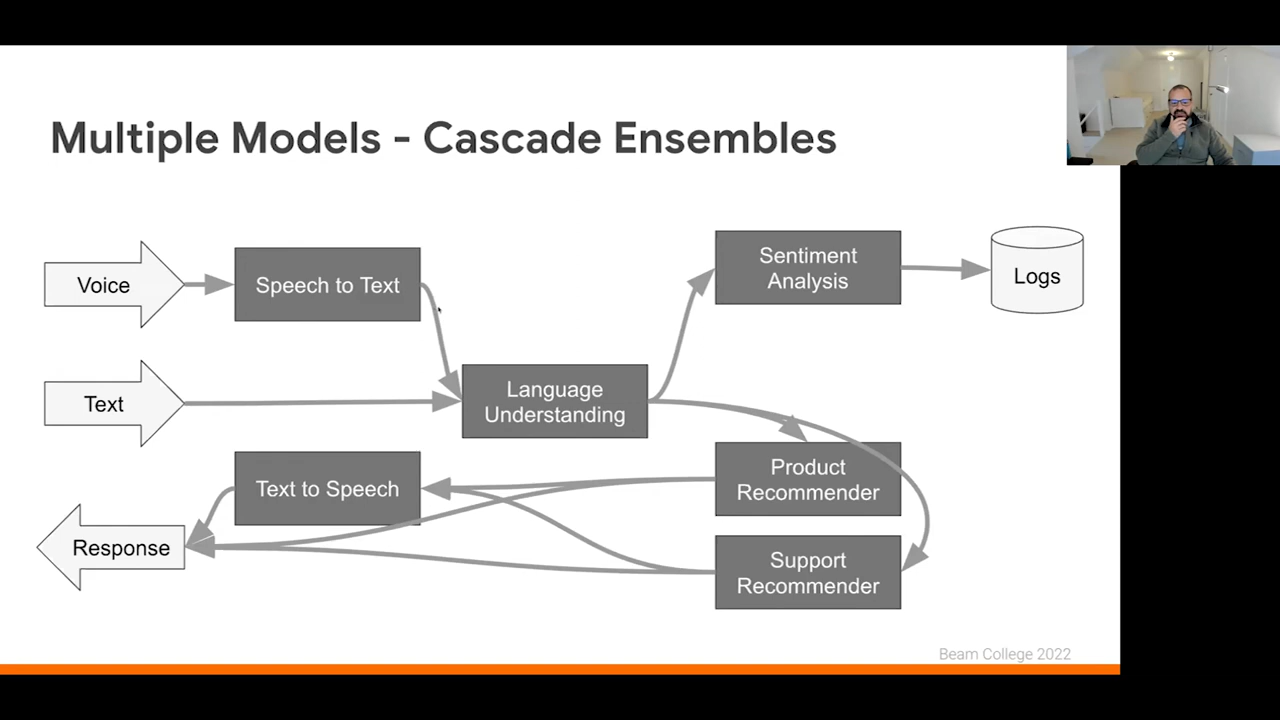 Multiple Models - Cascade Ensembles
Voice
Speech to Text
Sentiment
Analysis
Logs
Text
Language
Understanding
Text to Speech
Product
Recommender
Response
Support
Recommender
Beam College 2022